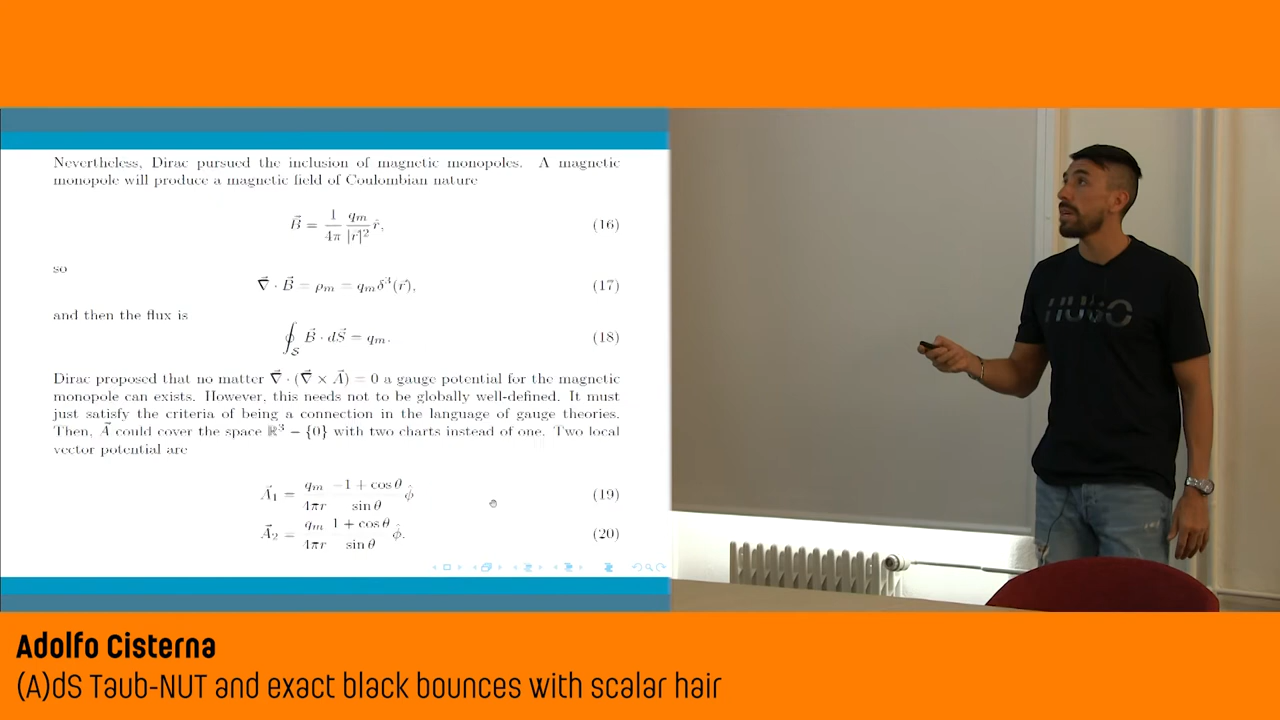 Nevertheless, Dirac pursued the inclusion of magnetic monopoles. A magnetic
monopole will produce a magnetic field of Coulombian nature
B⃗ = 1/4π q_m/|r⃗|² r̂, (16)
so
∇⃗ · B⃗ = ρ_m = q_m δ³(r⃗), (17)
and then the flux is
∮_S B⃗ · dS⃗ = q_m. (18)
Dirac proposed that no matter ∇⃗ · (∇⃗ × A⃗) = 0 a gauge potential for the magnetic
monopole can exists. However, this needs not to be globally well-defined. It must
just satisfy the criteria of being a connection in the language of gauge theories.
Then, A⃗ could cover the space ℝ³ − {0} with two charts instead of one. Two local
vector potential are
A⃗₁ = q_m/4πr (−1 + cos θ)/sin θ φ̂ (19)
A⃗₂ = q_m/4πr (1 + cos θ)/sin θ φ̂. (20)
HUGO
Adolfo Cisterna
(A)dS Taub-NUT and exact black bounces with scalar hair